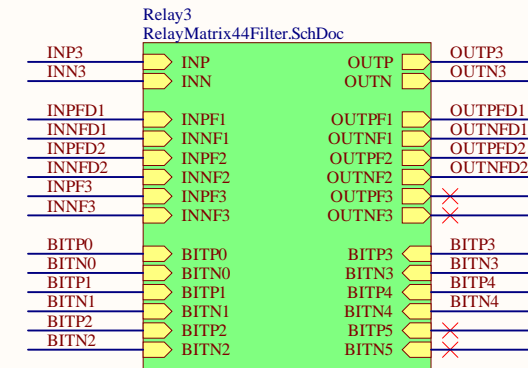 Relay3
RelayMatrix44Filter.SchDoc
INP3 INP OUTP OUTP3
INN3 INN OUTN OUTN3
INPFD1 INPF1 OUTPF1 OUTPFD1
INNFD1 INNF1 OUTNF1 OUTNFD1
INPFD2 INPF2 OUTPF2 OUTPFD2
INNFD2 INNF2 OUTNF2 OUTNFD2
INPF3 INPF3 OUTPF3
INNF3 INNF3 OUTNF3
BITP0 BITP0 BITP3 BITP3
BITN0 BITN0 BITN3 BITN3
BITP1 BITP1 BITP4 BITP4
BITN1 BITN1 BITN4 BITN4
BITP2 BITP2 BITP5
BITN2 BITN2 BITN5